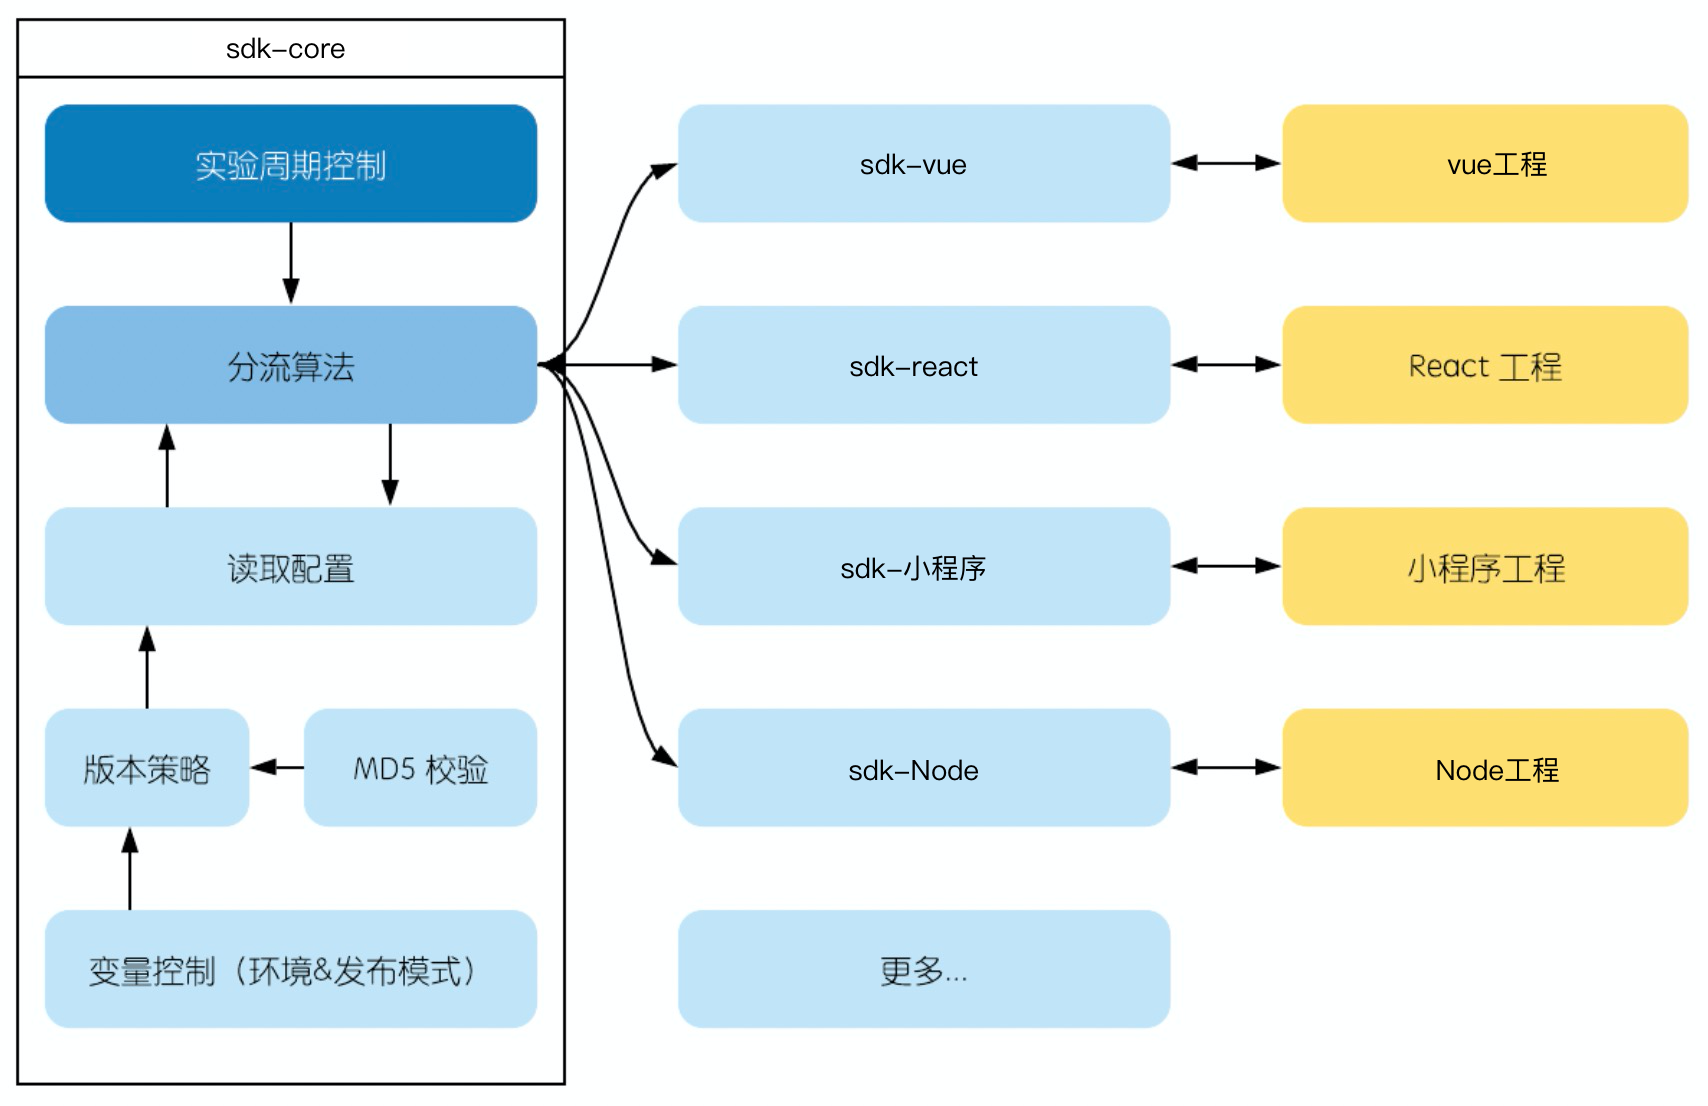 sdk-core
实验周期控制
分流算法
读取配置
版本策略
MD5 校验
变量控制（环境&发布模式）
sdk-vue
vue工程
sdk-react
React 工程
sdk-小程序
小程序工程
sdk-Node
Node工程
更多...